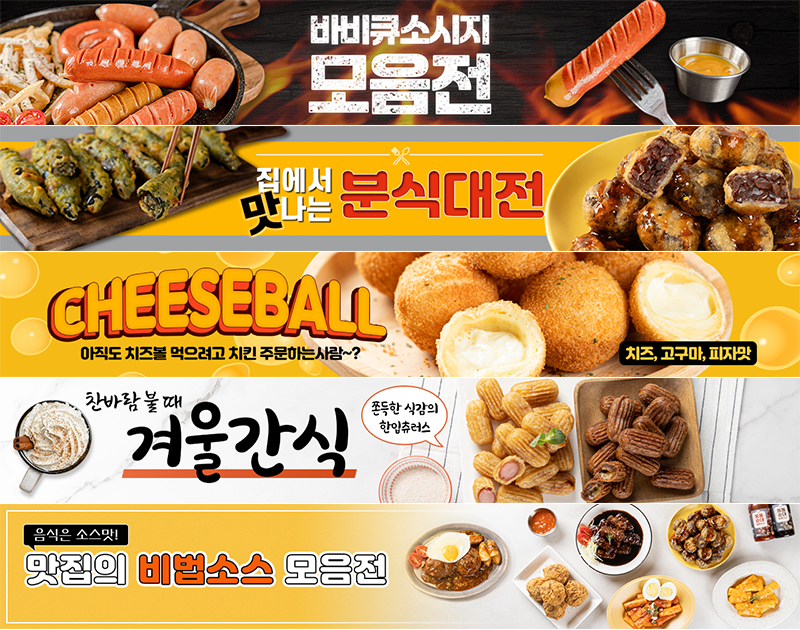 바비큐소시지
모음전
집에서
맛나는
분식대전
CHEESEBALL
아직도 치즈볼 먹으려고 치킨 주문하는사람~?
치즈, 고구마, 피자맛
찬바람 불 때
겨울간식
쫀득한 식감의
한입츄러스
음식은 소스맛!
맛집의 비법소스 모음전